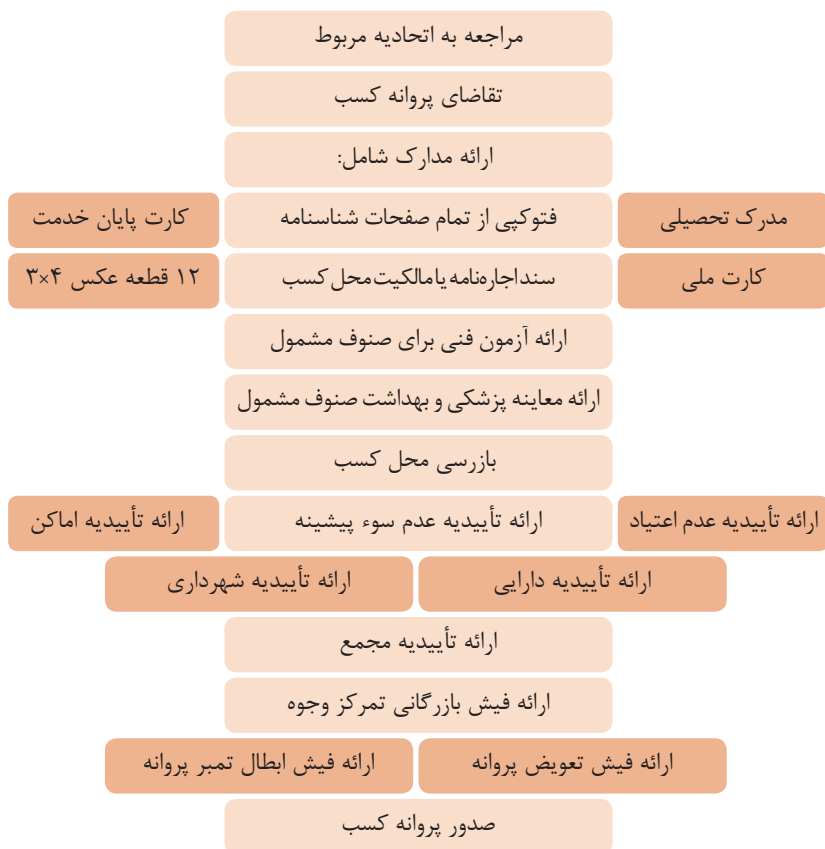 مراجعه به اتحادیه مربوط
تقاضای پروانه کسب
ارائه مدارک شامل:
مدرک تحصیلی
فتوکپی از تمام صفحات شناسنامه
کارت پایان خدمت
کارت ملی
سند اجاره‌نامه یا مالکیت محل کسب
۱۲ قطعه عکس ۴×۳
ارائه آزمون فنی برای صنوف مشمول
ارائه معاینه پزشکی و بهداشت صنوف مشمول
بازرسی محل کسب
ارائه تأییدیه عدم اعتیاد
ارائه تأییدیه عدم سوء پیشینه
ارائه تأییدیه اماکن
ارائه تأییدیه دارایی
ارائه تأییدیه شهرداری
ارائه تأییدیه مجمع
ارائه فیش بازرگانی تمرکز وجوه
ارائه فیش تعویض پروانه
ارائه فیش ابطال تمبر پروانه
صدور پروانه کسب